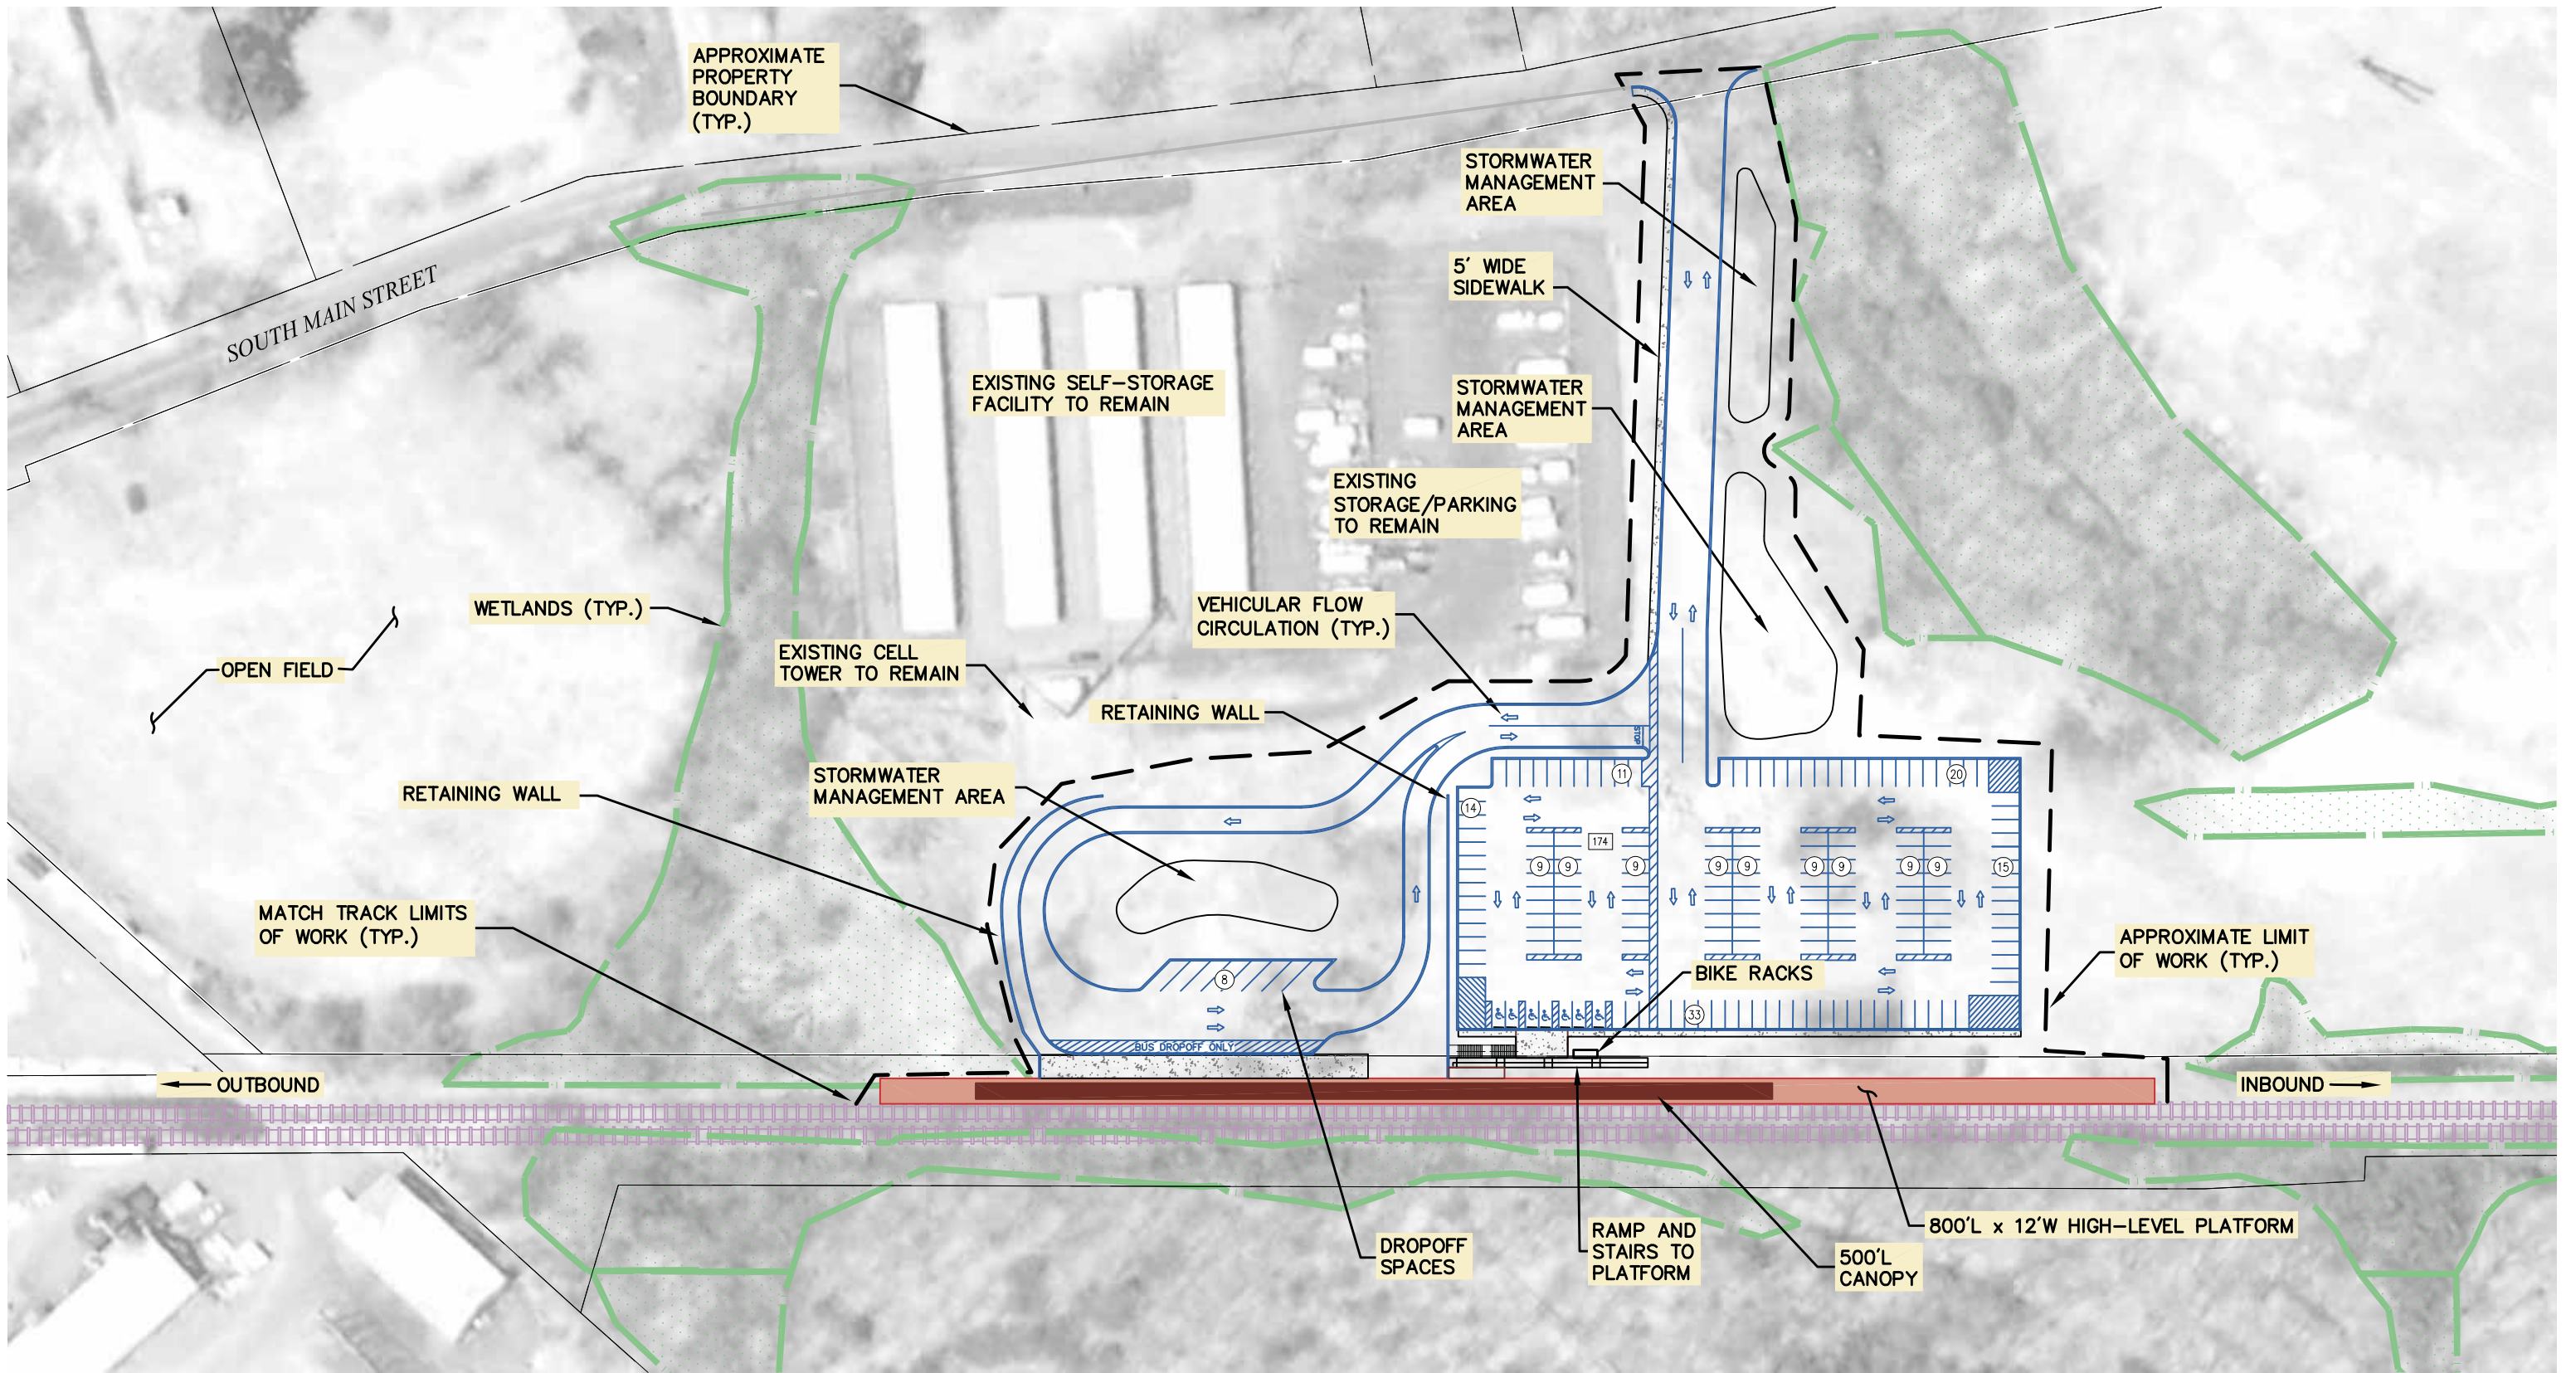 APPROXIMATE
PROPERTY
BOUNDARY
(TYP.)
STORMWATER
MANAGEMENT
AREA
SOUTH MAIN STREET
5' WIDE
SIDEWALK
EXISTING SELF-STORAGE
FACILITY TO REMAIN
STORMWATER
MANAGEMENT
AREA
EXISTING
STORAGE/PARKING
TO REMAIN
WETLANDS (TYP.)
VEHICULAR FLOW
CIRCULATION (TYP.)
OPEN FIELD
EXISTING CELL
TOWER TO REMAIN
RETAINING WALL
STOP
STORMWATER
MANAGEMENT AREA
RETAINING WALL
11
20
14
174
9
9
9
9
9
9
9
9
9
15
MATCH TRACK LIMITS
OF WORK (TYP.)
APPROXIMATE LIMIT
OF WORK (TYP.)
8
BIKE RACKS
33
BUS DROPOFF ONLY
OUTBOUND
INBOUND
DROPOFF
SPACES
RAMP AND
STAIRS TO
PLATFORM
800'L x 12'W HIGH-LEVEL PLATFORM
500'L
CANOPY